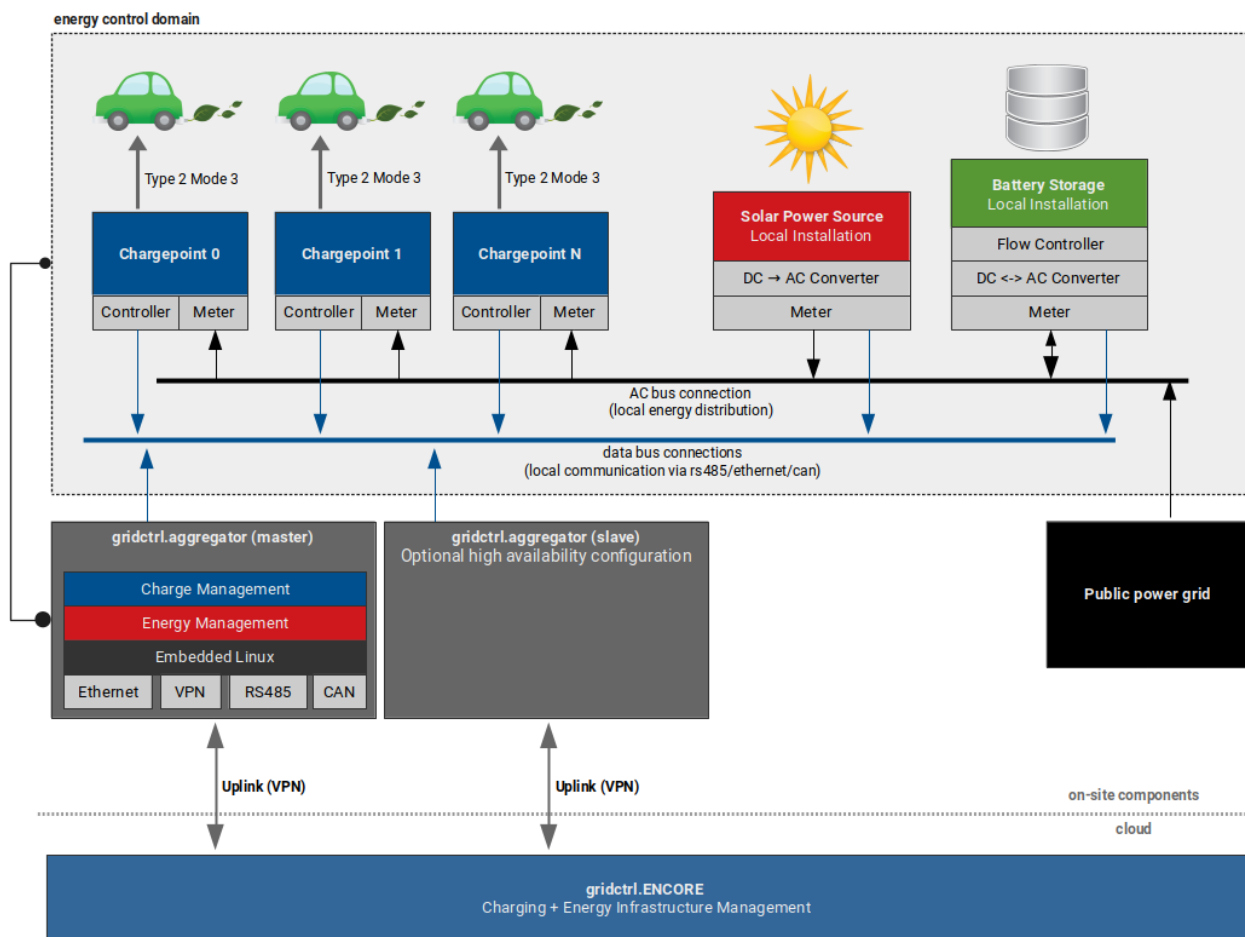 energy control domain
Type 2 Mode 3
Type 2 Mode 3
Type 2 Mode 3
Chargepoint 0
Controller
Meter
Chargepoint 1
Controller
Meter
Chargepoint N
Controller
Meter
Solar Power Source
Local Installation
DC → AC Converter
Meter
Battery Storage
Local Installation
Flow Controller
DC <-> AC Converter
Meter
AC bus connection
(local energy distribution)
data bus connections
(local communication via rs485/ethernet/can)
gridctrl.aggregator (master)
Charge Management
Energy Management
Embedded Linux
Ethernet
VPN
RS485
CAN
gridctrl.aggregator (slave)
Optional high availability configuration
Public power grid
Uplink (VPN)
Uplink (VPN)
on-site components
cloud
gridctrl.ENCORE
Charging + Energy Infrastructure Management